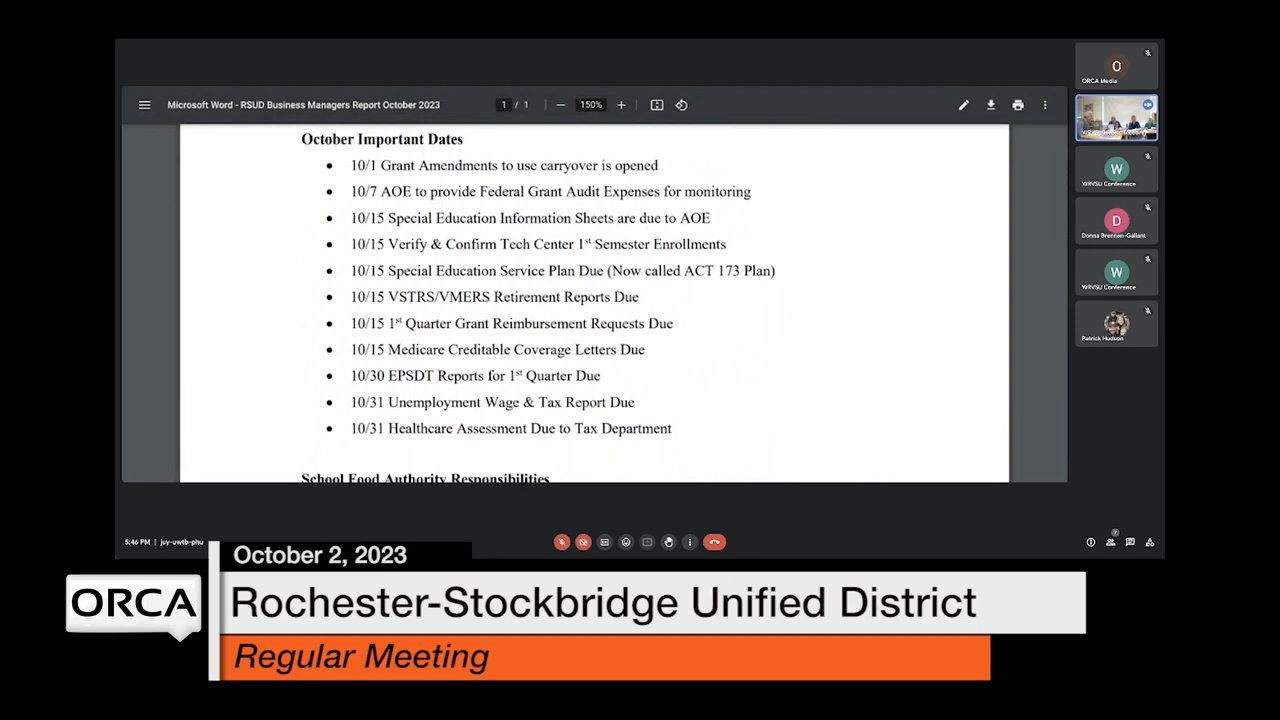 Microsoft Word - RSUD Business Managers Report October 2023
1 / 1
150%
October Important Dates
• 10/1 Grant Amendments to use carryover is opened
• 10/7 AOE to provide Federal Grant Audit Expenses for monitoring
• 10/15 Special Education Information Sheets are due to AOE
• 10/15 Verify & Confirm Tech Center 1st Semester Enrollments
• 10/15 Special Education Service Plan Due (Now called ACT 173 Plan)
• 10/15 VSTRS/VMERS Retirement Reports Due
• 10/15 1st Quarter Grant Reimbursement Requests Due
• 10/15 Medicare Creditable Coverage Letters Due
• 10/30 EPSDT Reports for 1st Quarter Due
• 10/31 Unemployment Wage & Tax Report Due
• 10/31 Healthcare Assessment Due to Tax Department
School Food Authority Responsibilities
O
ORCA Media
W
WRVSU Conference
D
Donna Brennan-Gallant
W
WRVSU Conference
Patrick Hudson
5:46 PM | juy-uwtb-phu
7
October 2, 2023
ORCA
Rochester-Stockbridge Unified District
Regular Meeting